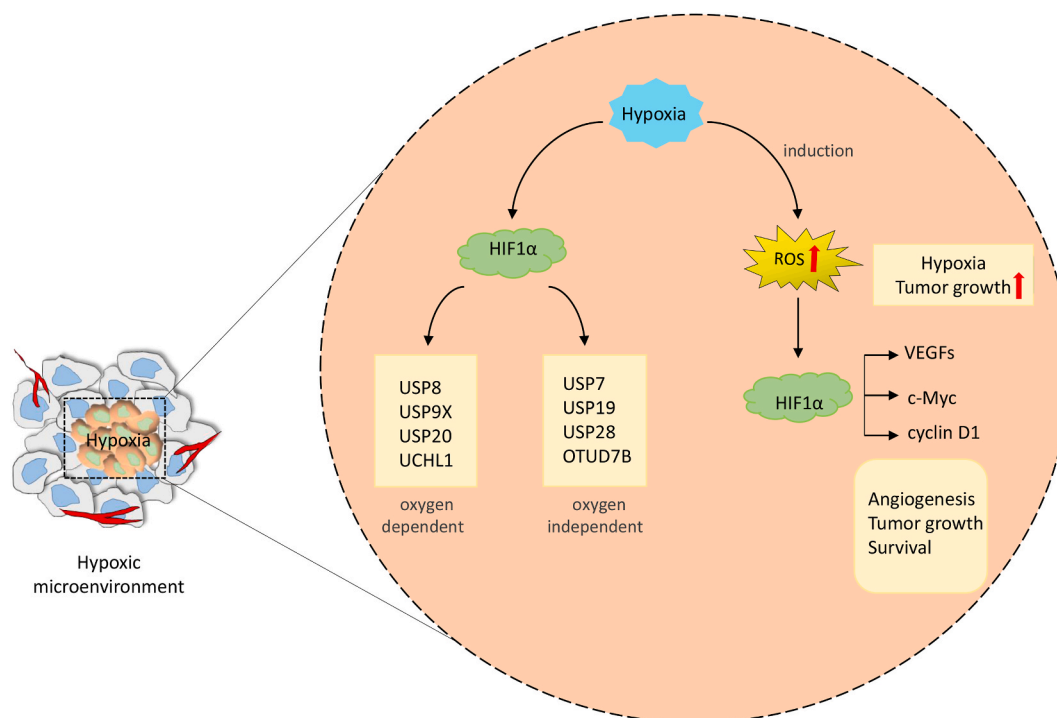 Hypoxia
induction
HIF1α
ROS
Hypoxia
Tumor growth
USP8
USP9X
USP20
UCHL1
oxygen
dependent
USP7
USP19
USP28
OTUD7B
oxygen
independent
HIF1α
VEGFs
c-Myc
cyclin D1
Angiogenesis
Tumor growth
Survival
Hypoxia
Hypoxic
microenvironment